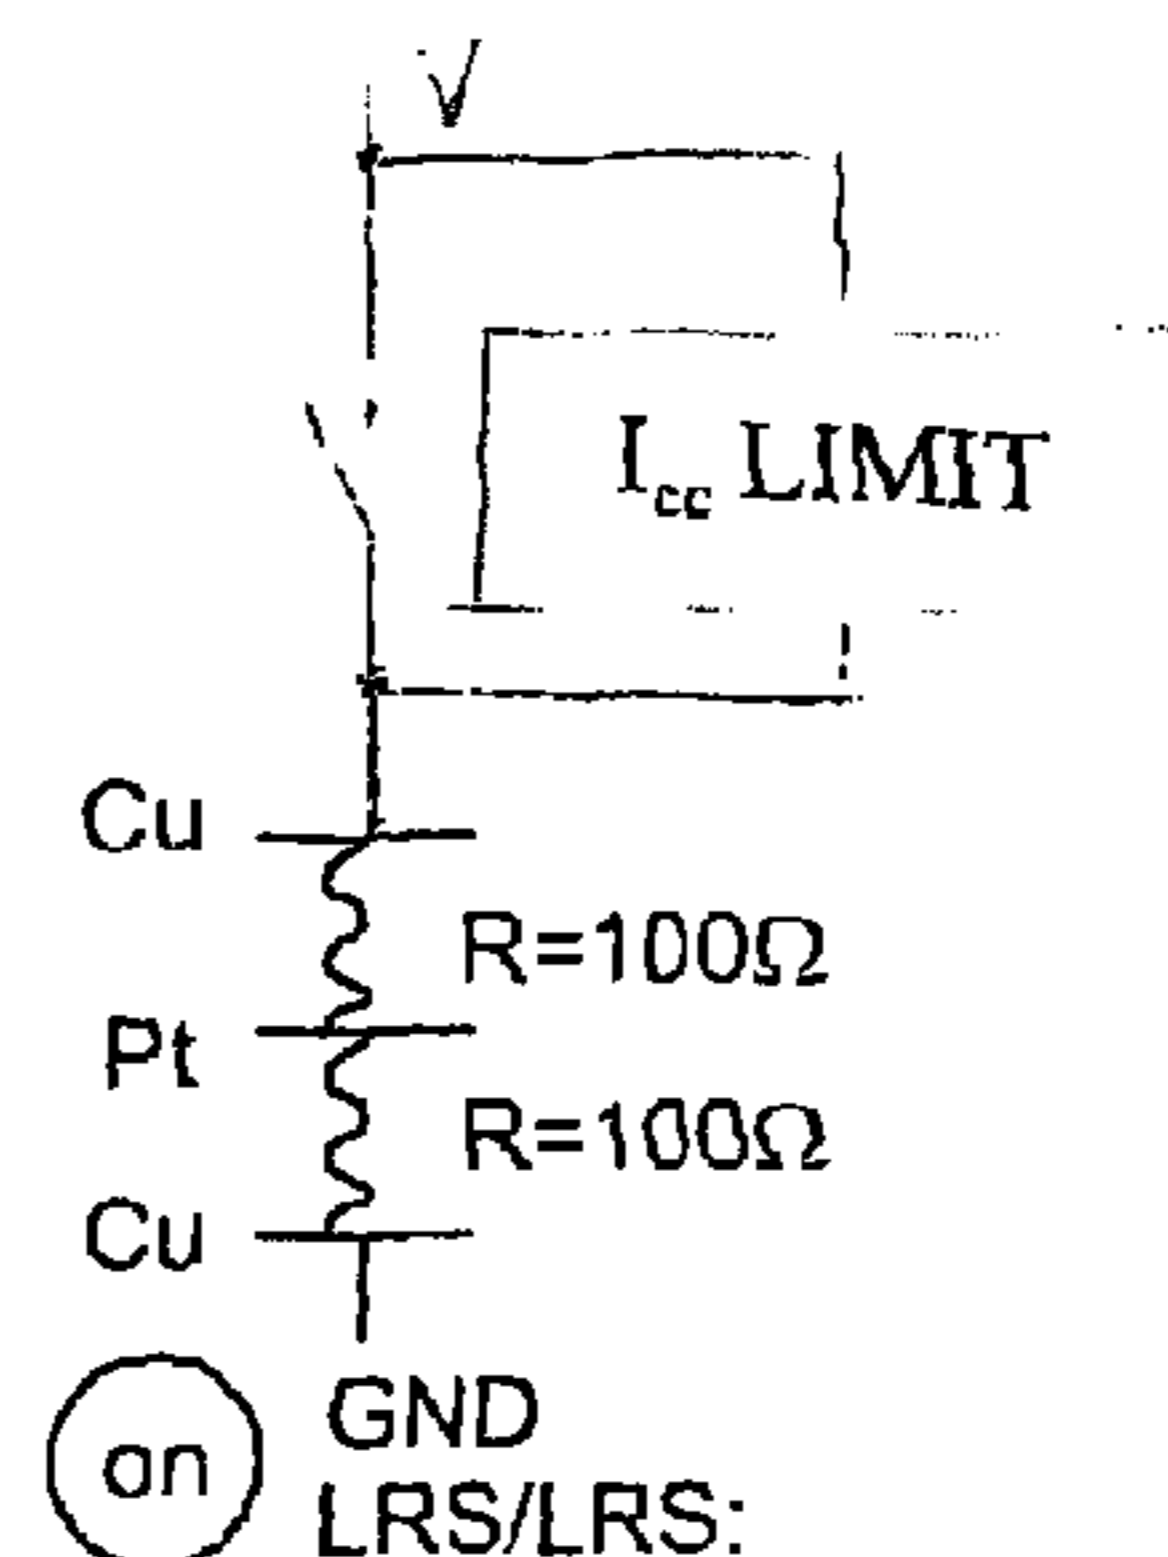 V
Icc LIMIT
Cu
R=100Ω
Pt
R=100Ω
Cu
GND
on
LRS/LRS: